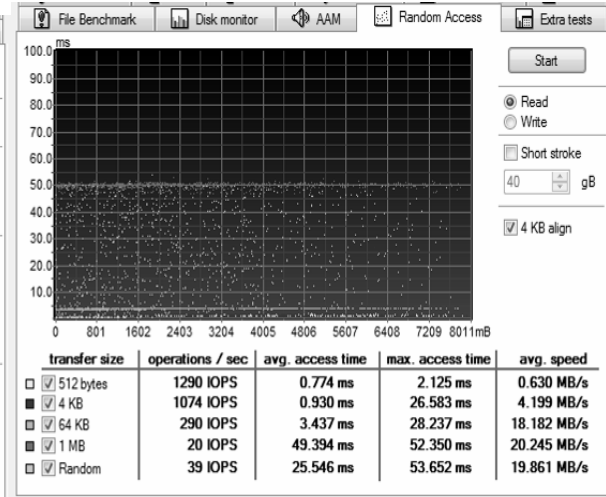 File Benchmark Disk monitor AAM Random Access Extra tests
ms
100.0
90.0
80.0
70.0
60.0
50.0
40.0
30.0
20.0
10.0
0 801 1602 2403 3204 4005 4806 5607 6408 7209 8011mB
Start
Read
Write
Short stroke
40 gB
4 KB align
transfer size operations / sec avg. access time max. access time avg. speed
512 bytes 1290 IOPS 0.774 ms 2.125 ms 0.630 MB/s
4 KB 1074 IOPS 0.930 ms 26.583 ms 4.199 MB/s
64 KB 290 IOPS 3.437 ms 28.237 ms 18.182 MB/s
1 MB 20 IOPS 49.394 ms 52.350 ms 20.245 MB/s
Random 39 IOPS 25.546 ms 53.652 ms 19.861 MB/s